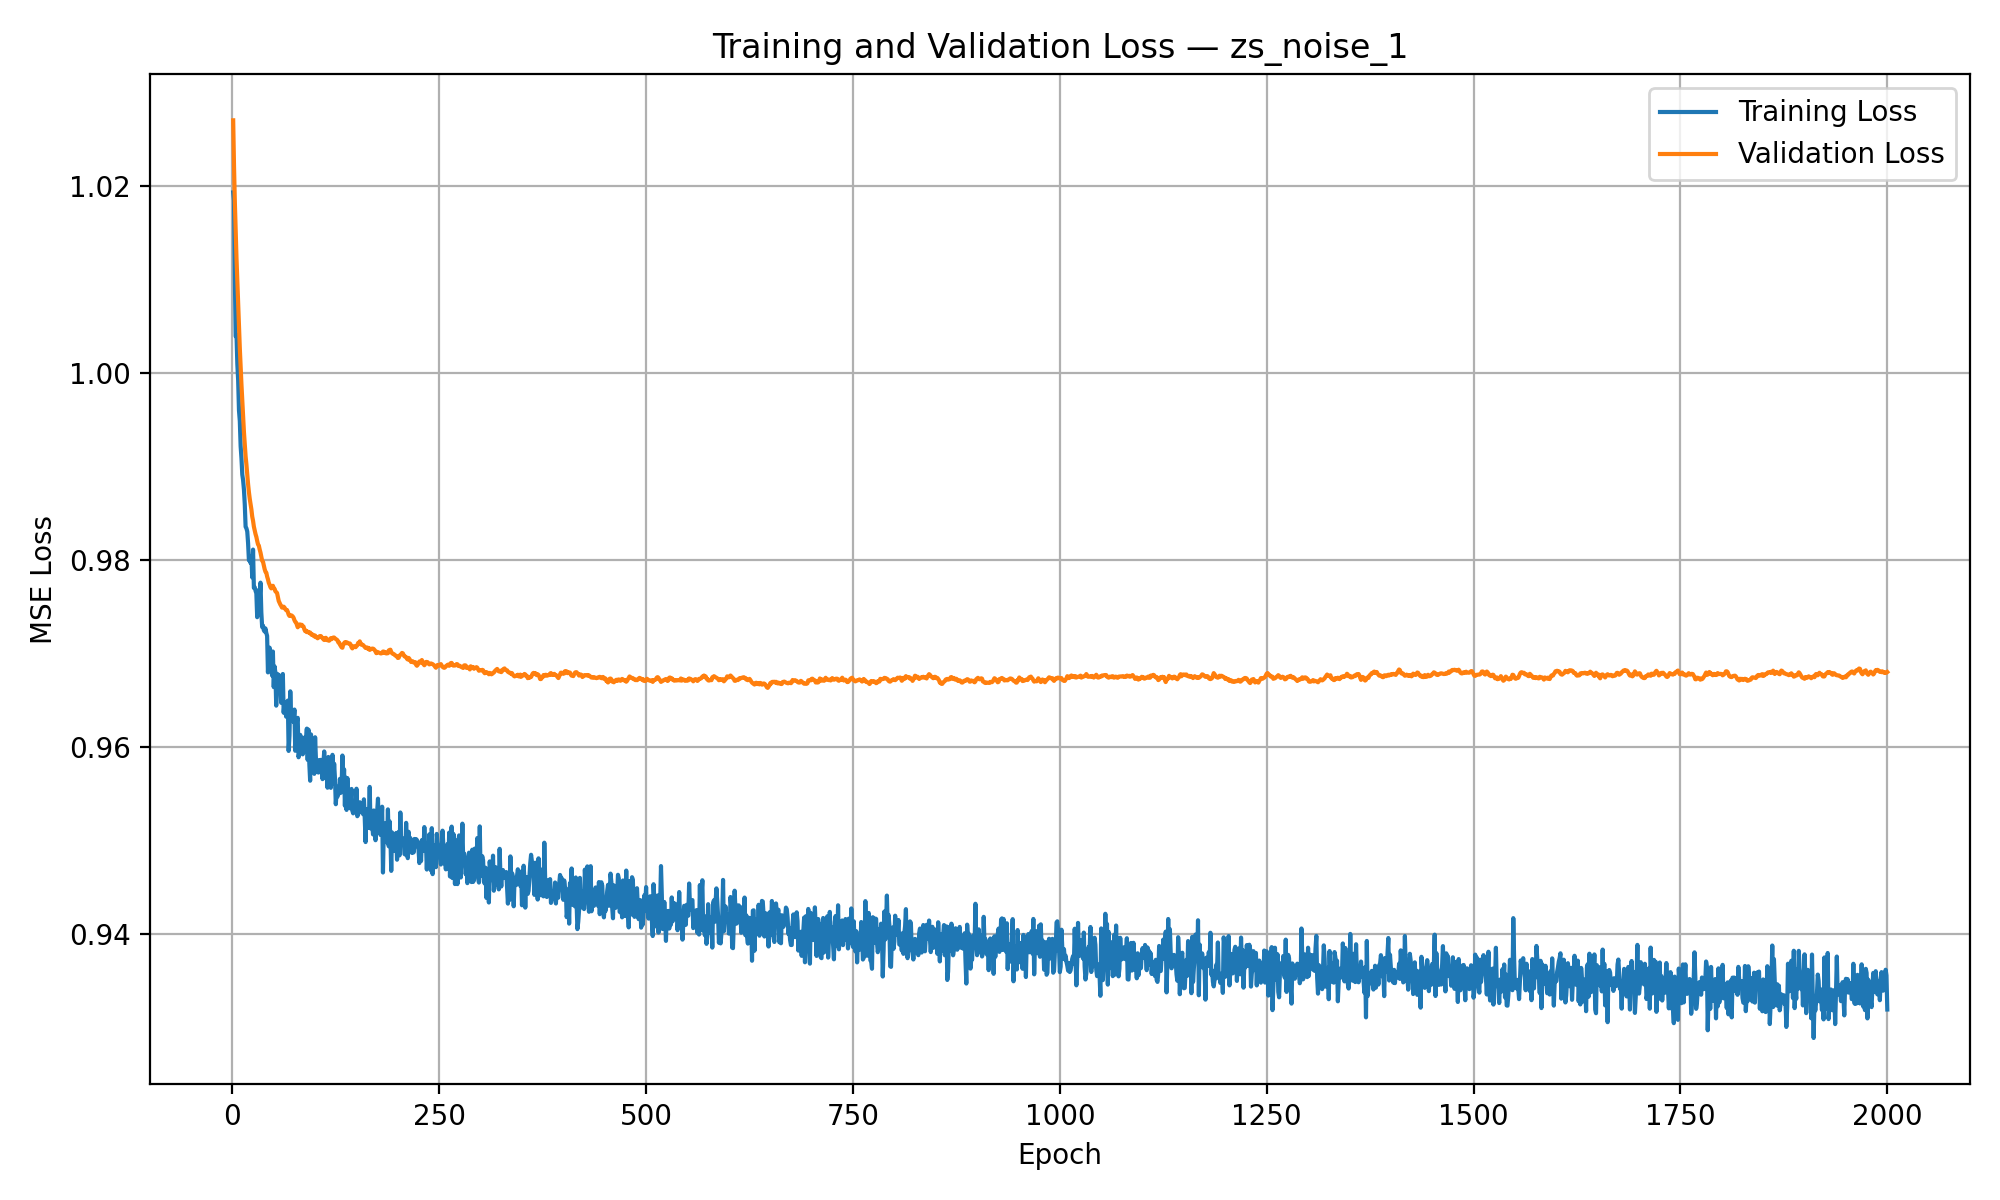 Training and Validation Loss — zs_noise_1
Training Loss
Validation Loss
1.02
1.00
0.98
0.96
0.94
MSE Loss
0
250
500
750
1000
1250
1500
1750
2000
Epoch